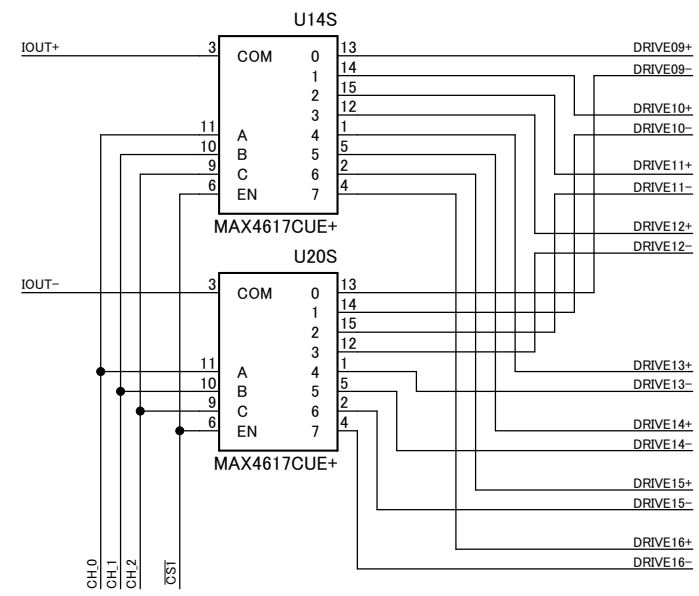 U14S
IOUT+ 3 COM 0 13 DRIVE09+
1 14 DRIVE09-
2 15
3 12 DRIVE10+
11 A 4 1 DRIVE10-
10 B 5 5
9 C 6 2 DRIVE11+
6 EN 7 4 DRIVE11-
MAX4617CUE+ DRIVE12+
U20S DRIVE12-
IOUT- 3 COM 0 13
1 14
2 15
3 12
11 A 4 1 DRIVE13+
10 B 5 5 DRIVE13-
9 C 6 2 DRIVE14+
6 EN 7 4 DRIVE14-
MAX4617CUE+
DRIVE15+
DRIVE15-
DRIVE16+
DRIVE16-
CH_0
CH_1
CH_2
CS1